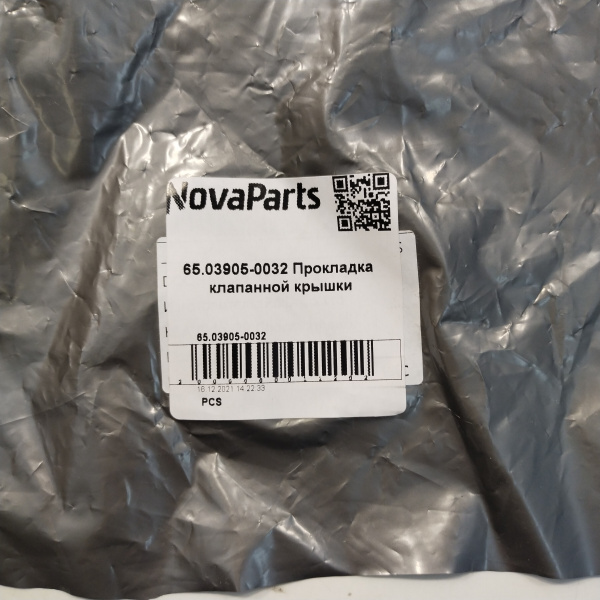 NovaParts
65.03905-0032 Прокладка
клапанной крышки
65.03905-0032
16.12.2021 14:22:33
PCS